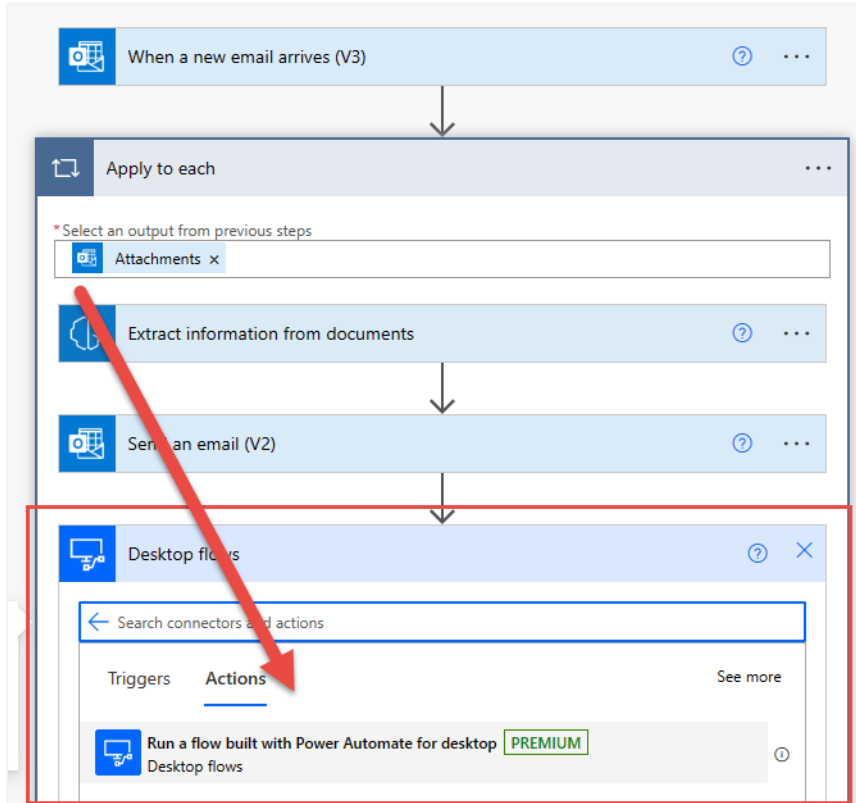 When a new email arrives (V3)
Apply to each
* Select an output from previous steps
Attachments ×
Extract information from documents
Send an email (V2)
Desktop flows
Search connectors and actions
Triggers Actions See more
Run a flow built with Power Automate for desktop PREMIUM
Desktop flows